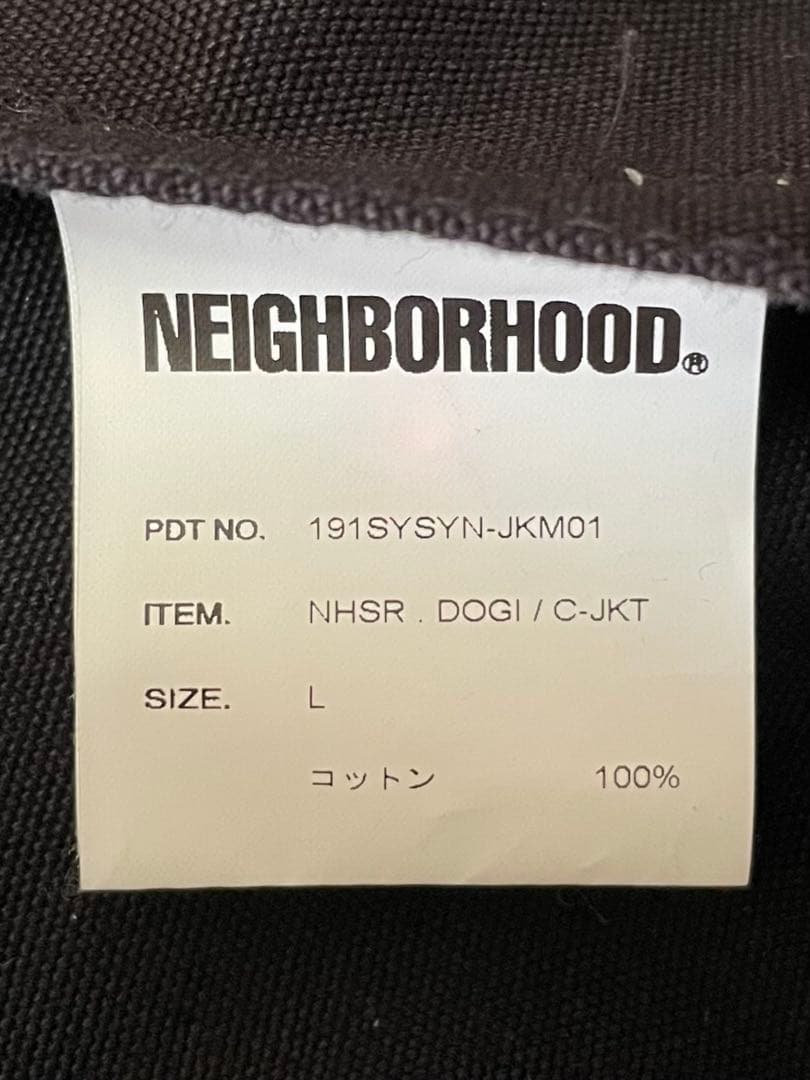 NEIGHBORHOOD®
PDT NO. 191SYSYN-JKM01
ITEM. NHSR . DOGI / C-JKT
SIZE. L
コットン 100%